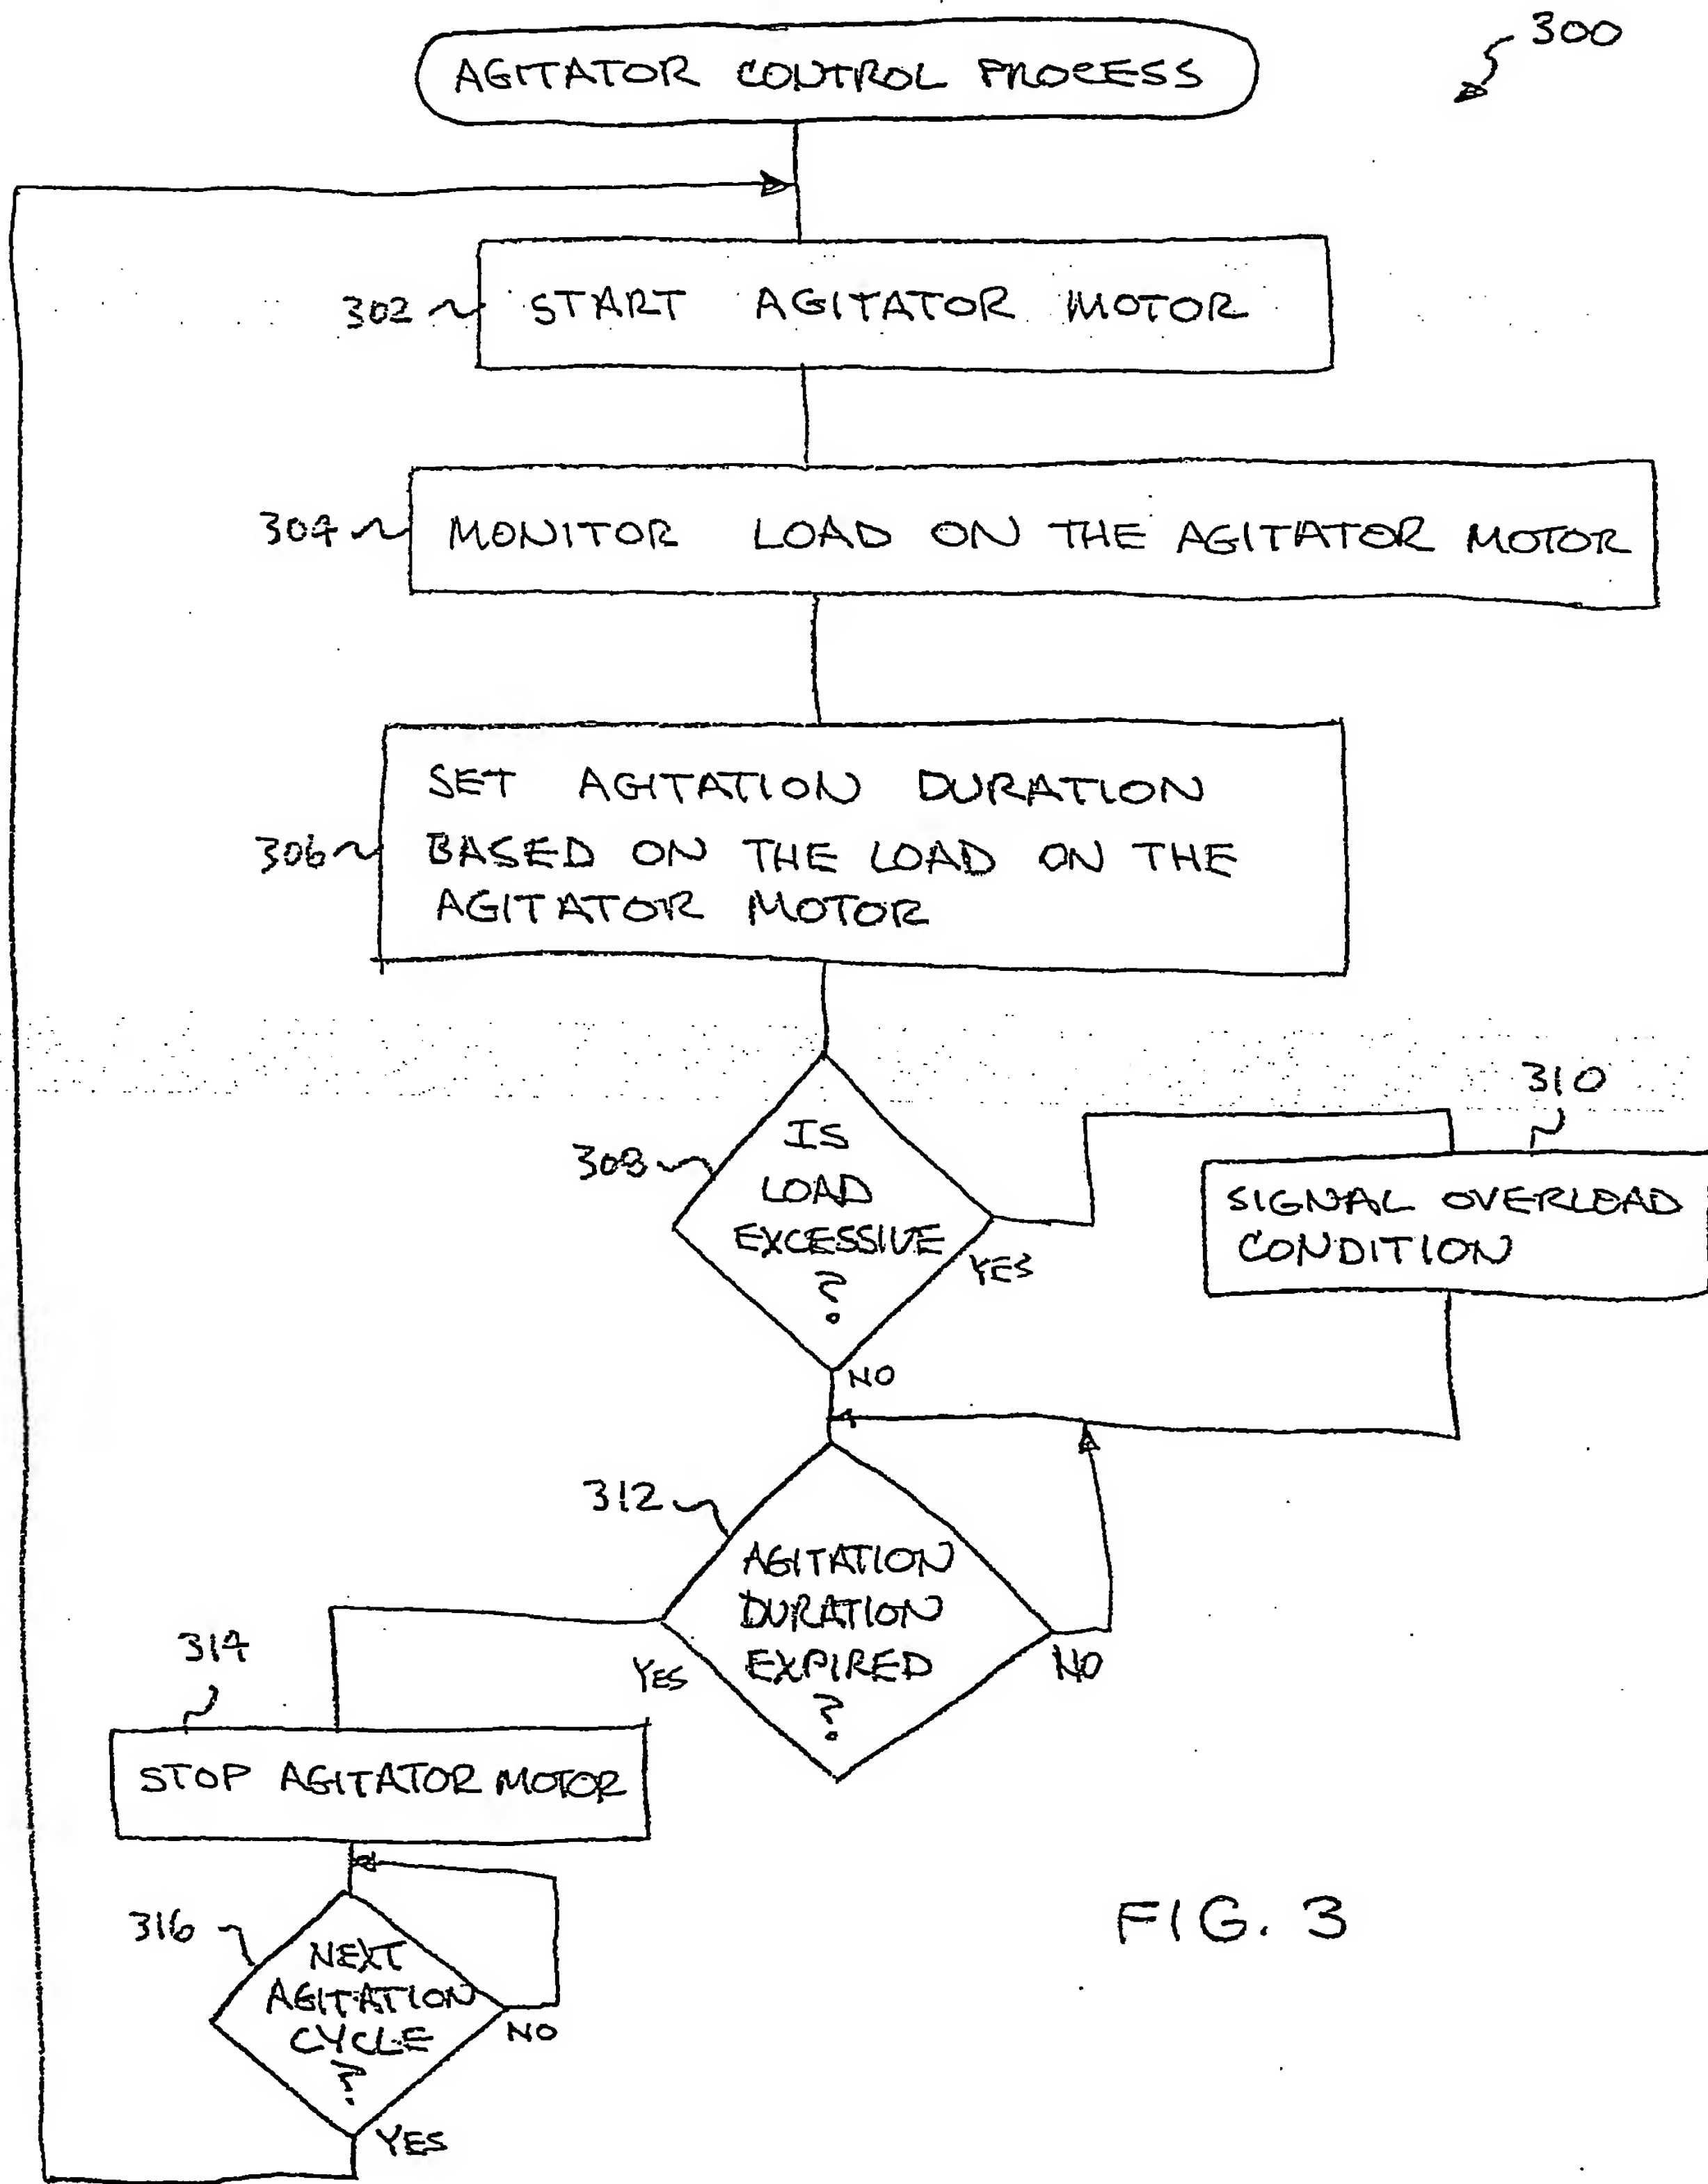 300
AGITATOR CONTROL PROCESS
302
START AGITATOR MOTOR
304
MONITOR LOAD ON THE AGITATOR MOTOR
306
SET AGITATION DURATION
BASED ON THE LOAD ON THE
AGITATOR MOTOR
308
IS
LOAD
EXCESSIVE
?
YES
NO
310
SIGNAL OVERLOAD
CONDITION
312
AGITATION
DURATION
EXPIRED
?
YES
NO
314
STOP AGITATOR MOTOR
316
NEXT
AGITATION
CYCLE
?
NO
YES
FIG. 3